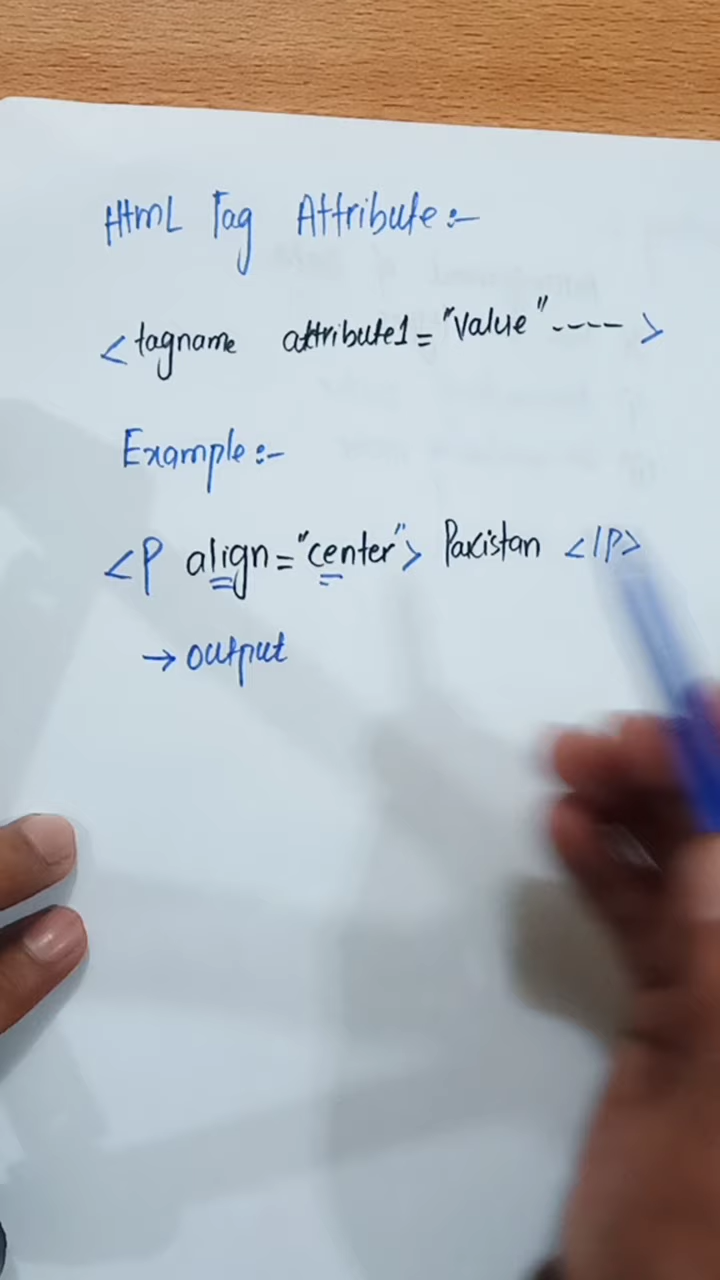 HtmL Tag Attribute:-
<tagname attribute1="Value" ---- >
Example:-
<P align="center"> Pakistan </P>
→ output